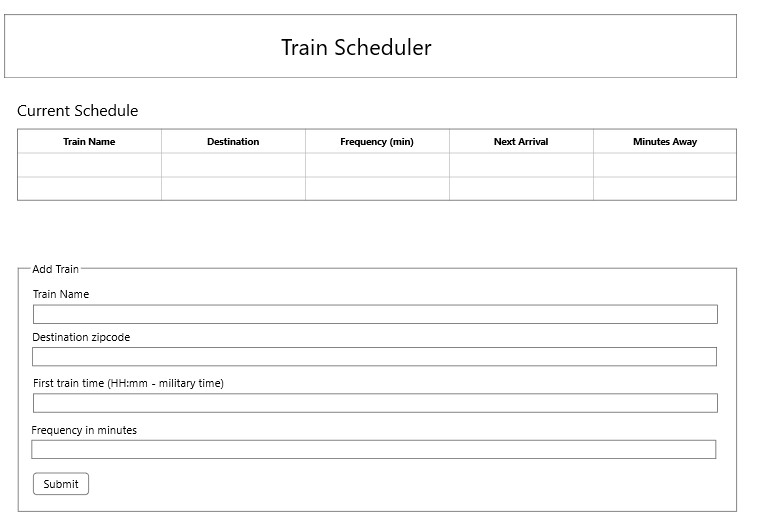 Train Scheduler
Current Schedule
Train Name Destination Frequency (min) Next Arrival Minutes Away
Add Train
Train Name
Destination zipcode
First train time (HH:mm - military time)
Frequency in minutes
Submit